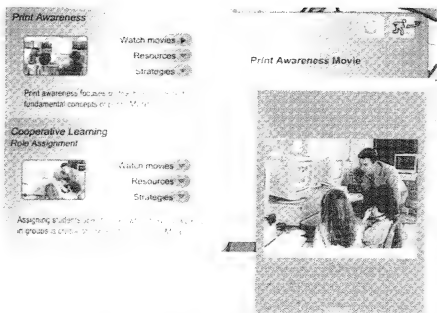 Print Awareness
Watch movies
Resources
Strategies
Print awareness focuses
fundamental concepts
Cooperative Learning
Role Assignment
Watch movies
Resources
Strategies
Assigning students
in groups
Print Awareness Movie